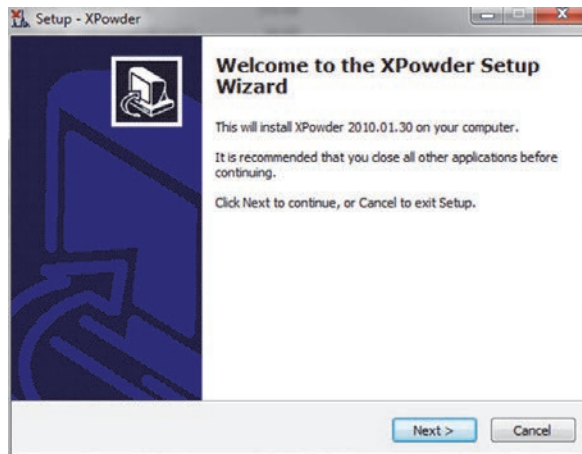 Setup - XPowder
Welcome to the XPowder Setup
Wizard
This will install XPowder 2010.01.30 on your computer.
It is recommended that you close all other applications before
continuing.
Click Next to continue, or Cancel to exit Setup.
Next >
Cancel